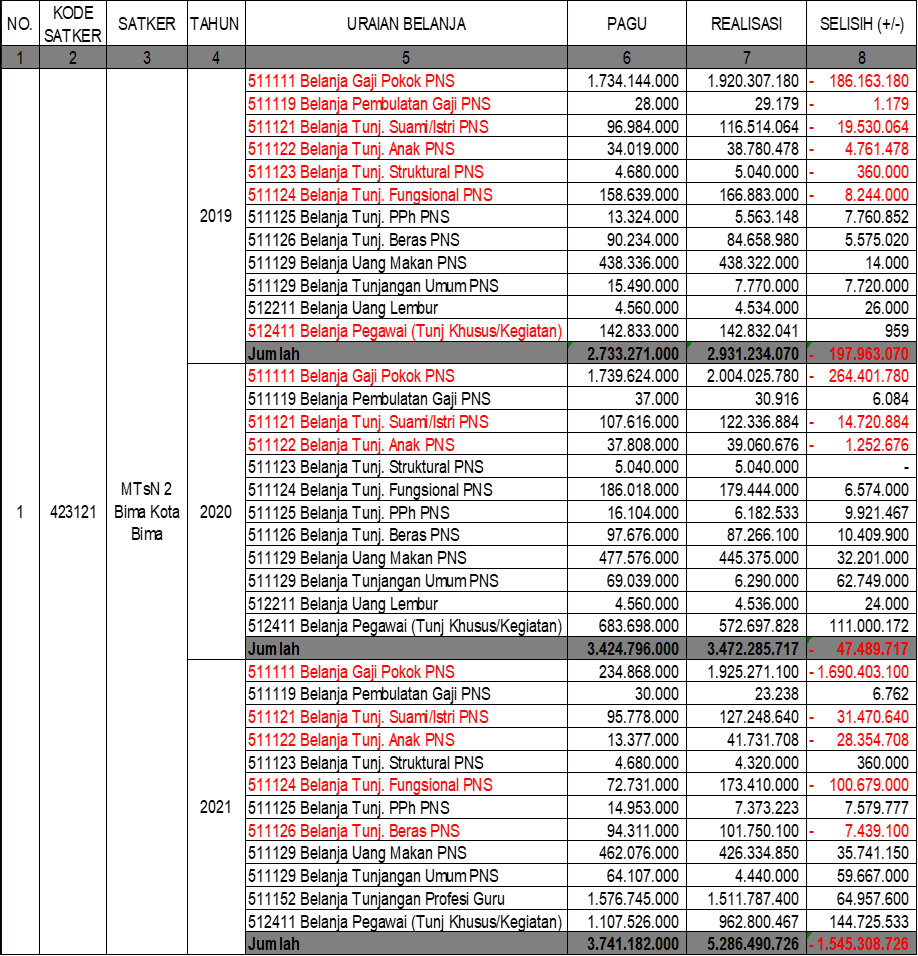 NO. KODE SATKER SATKER TAHUN URAIAN BELANJA PAGU REALISASI SELISIH (+/-)
1 2 3 4 5 6 7 8
511111 Belanja Gaji Pokok PNS 1.734.144.000 1.920.307.180 - 186.163.180
511119 Belanja Pembulatan Gaji PNS 28.000 29.179 - 1.179
511121 Belanja Tunj. Suami/Istri PNS 96.984.000 116.514.064 - 19.530.064
511122 Belanja Tunj. Anak PNS 34.019.000 38.780.478 - 4.761.478
511123 Belanja Tunj. Struktural PNS 4.680.000 5.040.000 - 360.000
511124 Belanja Tunj. Fungsional PNS 158.639.000 166.883.000 - 8.244.000
2019 511125 Belanja Tunj. PPh PNS 13.324.000 5.563.148 7.760.852
511126 Belanja Tunj. Beras PNS 90.234.000 84.658.980 5.575.020
511129 Belanja Uang Makan PNS 438.336.000 438.322.000 14.000
511129 Belanja Tunjangan Umum PNS 15.490.000 7.770.000 7.720.000
512211 Belanja Uang Lembur 4.560.000 4.534.000 26.000
512411 Belanja Pegawai (Tunj Khusus/Kegiatan) 142.833.000 142.832.041 959
Jumlah 2.733.271.000 2.931.234.070 - 197.963.070
511111 Belanja Gaji Pokok PNS 1.739.624.000 2.004.025.780 - 264.401.780
511119 Belanja Pembulatan Gaji PNS 37.000 30.916 6.084
511121 Belanja Tunj. Suami/Istri PNS 107.616.000 122.336.884 - 14.720.884
511122 Belanja Tunj. Anak PNS 37.808.000 39.060.676 - 1.252.676
511123 Belanja Tunj. Struktural PNS 5.040.000 5.040.000 -
511124 Belanja Tunj. Fungsional PNS 186.018.000 179.444.000 6.574.000
1 423121 MTsN 2 Bima Kota Bima 2020 511125 Belanja Tunj. PPh PNS 16.104.000 6.182.533 9.921.467
511126 Belanja Tunj. Beras PNS 97.676.000 87.266.100 10.409.900
511129 Belanja Uang Makan PNS 477.576.000 445.375.000 32.201.000
511129 Belanja Tunjangan Umum PNS 69.039.000 6.290.000 62.749.000
512211 Belanja Uang Lembur 4.560.000 4.536.000 24.000
512411 Belanja Pegawai (Tunj Khusus/Kegiatan) 683.698.000 572.697.828 111.000.172
Jumlah 3.424.796.000 3.472.285.717 - 47.489.717
511111 Belanja Gaji Pokok PNS 234.868.000 1.925.271.100 - 1.690.403.100
511119 Belanja Pembulatan Gaji PNS 30.000 23.238 6.762
511121 Belanja Tunj. Suami/Istri PNS 95.778.000 127.248.640 - 31.470.640
511122 Belanja Tunj. Anak PNS 13.377.000 41.731.708 - 28.354.708
511123 Belanja Tunj. Struktural PNS 4.680.000 4.320.000 360.000
511124 Belanja Tunj. Fungsional PNS 72.731.000 173.410.000 - 100.679.000
2021 511125 Belanja Tunj. PPh PNS 14.953.000 7.373.223 7.579.777
511126 Belanja Tunj. Beras PNS 94.311.000 101.750.100 - 7.439.100
511129 Belanja Uang Makan PNS 462.076.000 426.334.850 35.741.150
511129 Belanja Tunjangan Umum PNS 64.107.000 4.440.000 59.667.000
511152 Belanja Tunjangan Profesi Guru 1.576.745.000 1.511.787.400 64.957.600
512411 Belanja Pegawai (Tunj Khusus/Kegiatan) 1.107.526.000 962.800.467 144.725.533
Jumlah 3.741.182.000 5.286.490.726 - 1.545.308.726